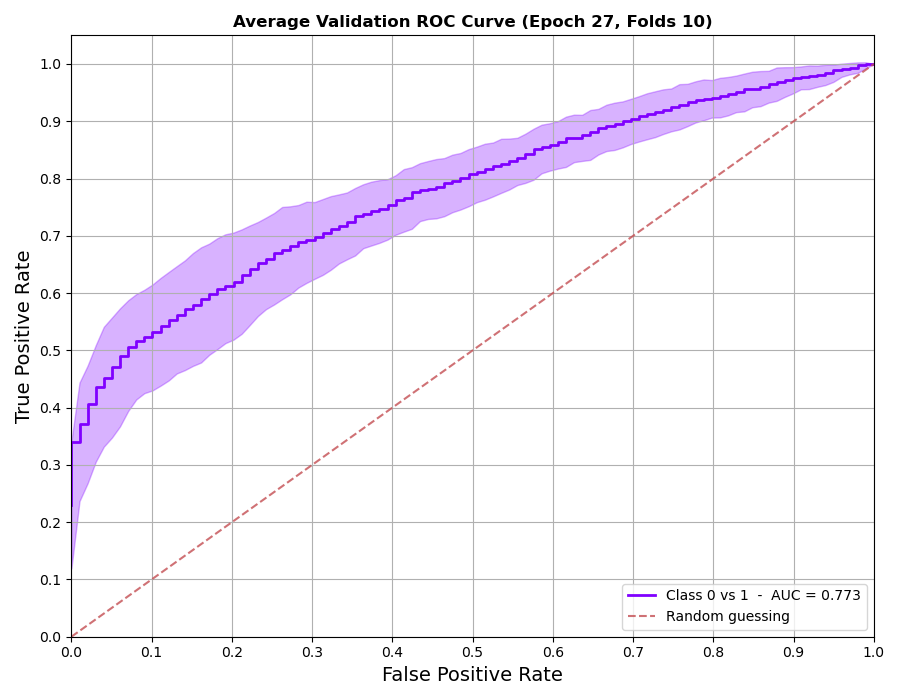 Average Validation ROC Curve (Epoch 27, Folds 10)
True Positive Rate
1.0
0.9
0.8
0.7
0.6
0.5
0.4
0.3
0.2
0.1
0.0
Class 0 vs 1 - AUC = 0.773
Random guessing
0.0 0.1 0.2 0.3 0.4 0.5 0.6 0.7 0.8 0.9 1.0
False Positive Rate